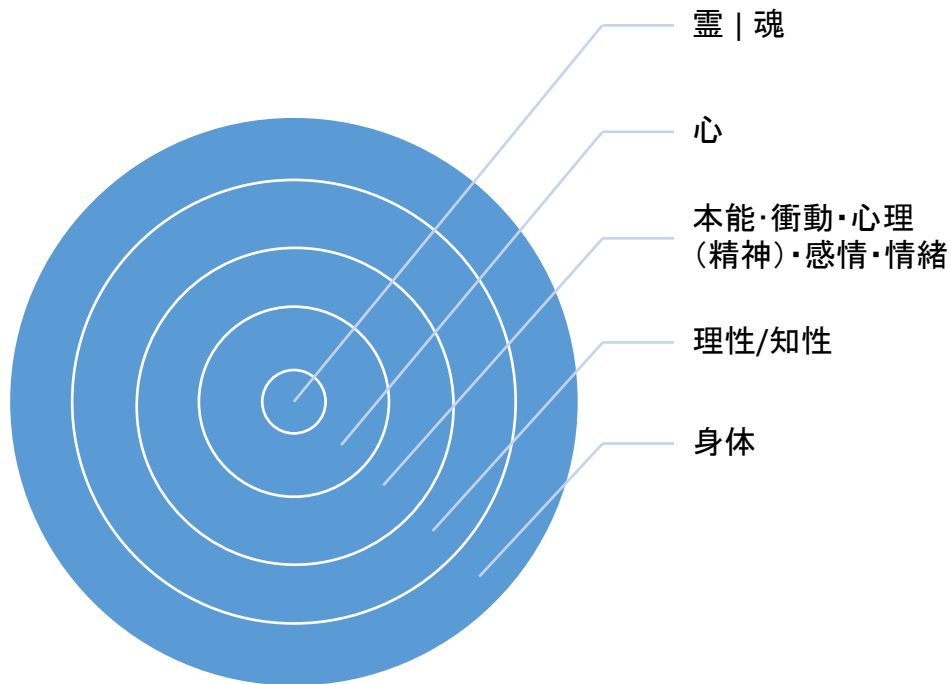 霊 | 魂
心
本能･衝動・心理
（精神）・感情・情緒
理性/知性
身体